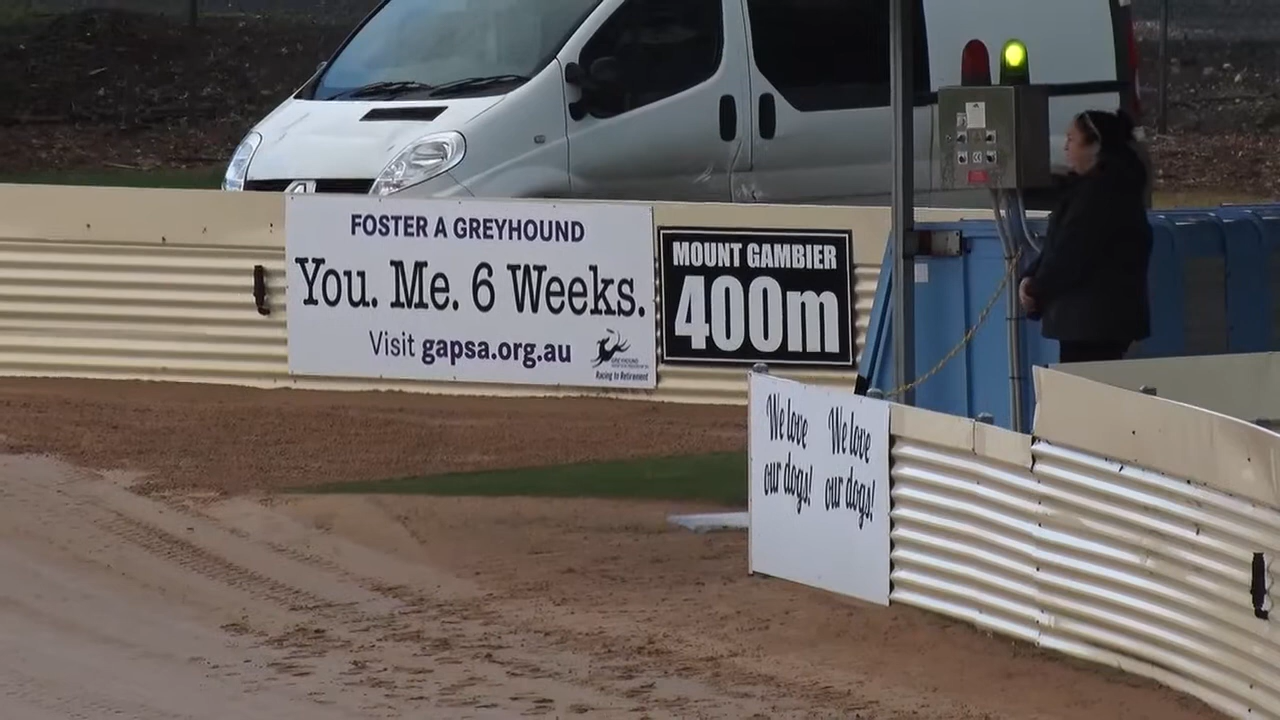 FOSTER A GREYHOUND
You. Me. 6 Weeks.
Visit gapsa.org.au
Racing to Retirement
MOUNT GAMBIER
400m
We love
our dogs!
We love
our dogs!